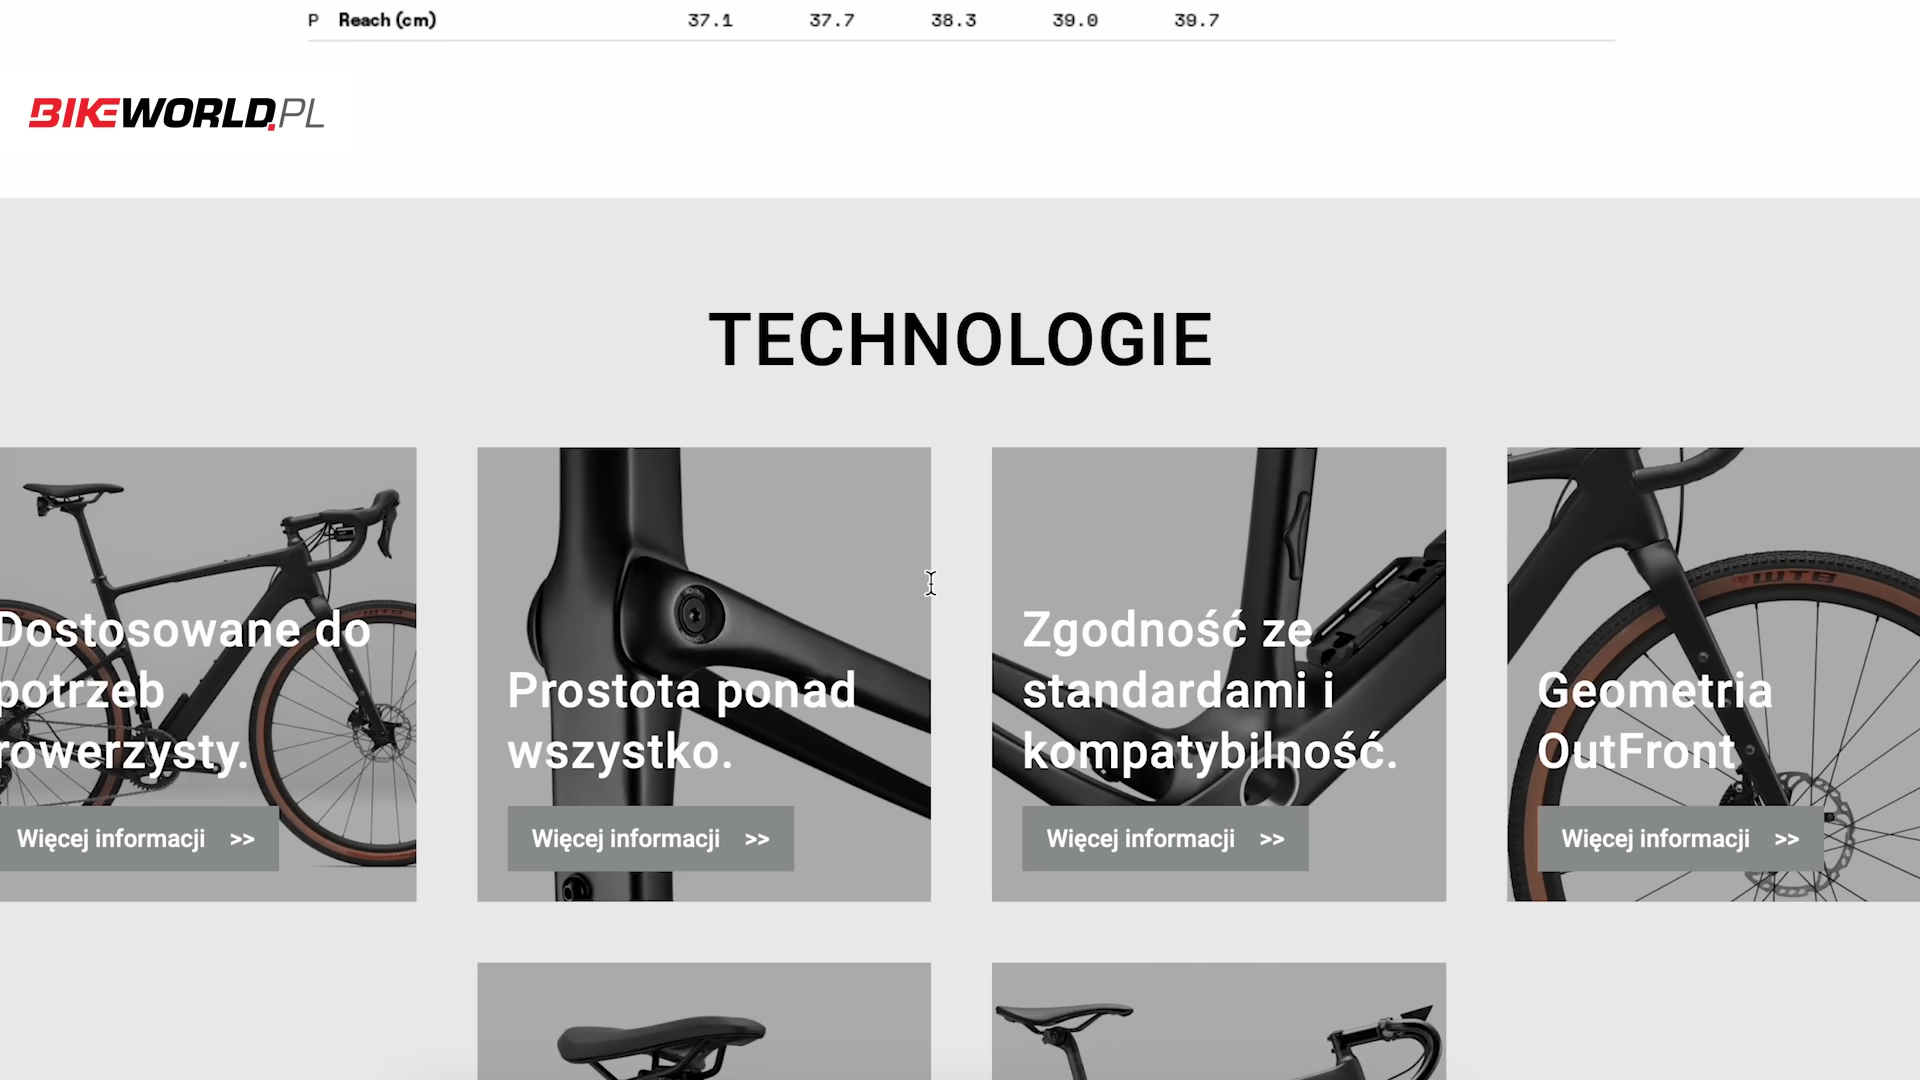 P Reach (cm) 37.1 37.7 38.3 39.0 39.7
BIKEWORLD.PL
TECHNOLOGIE
Dostosowane do
potrzeb
rowerzysty.
Więcej informacji >>
Prostota ponad
wszystko.
Więcej informacji >>
Zgodność ze
standardami i
kompatybilność.
Więcej informacji >>
WTB
Geometria
OutFront
Więcej informacji >>